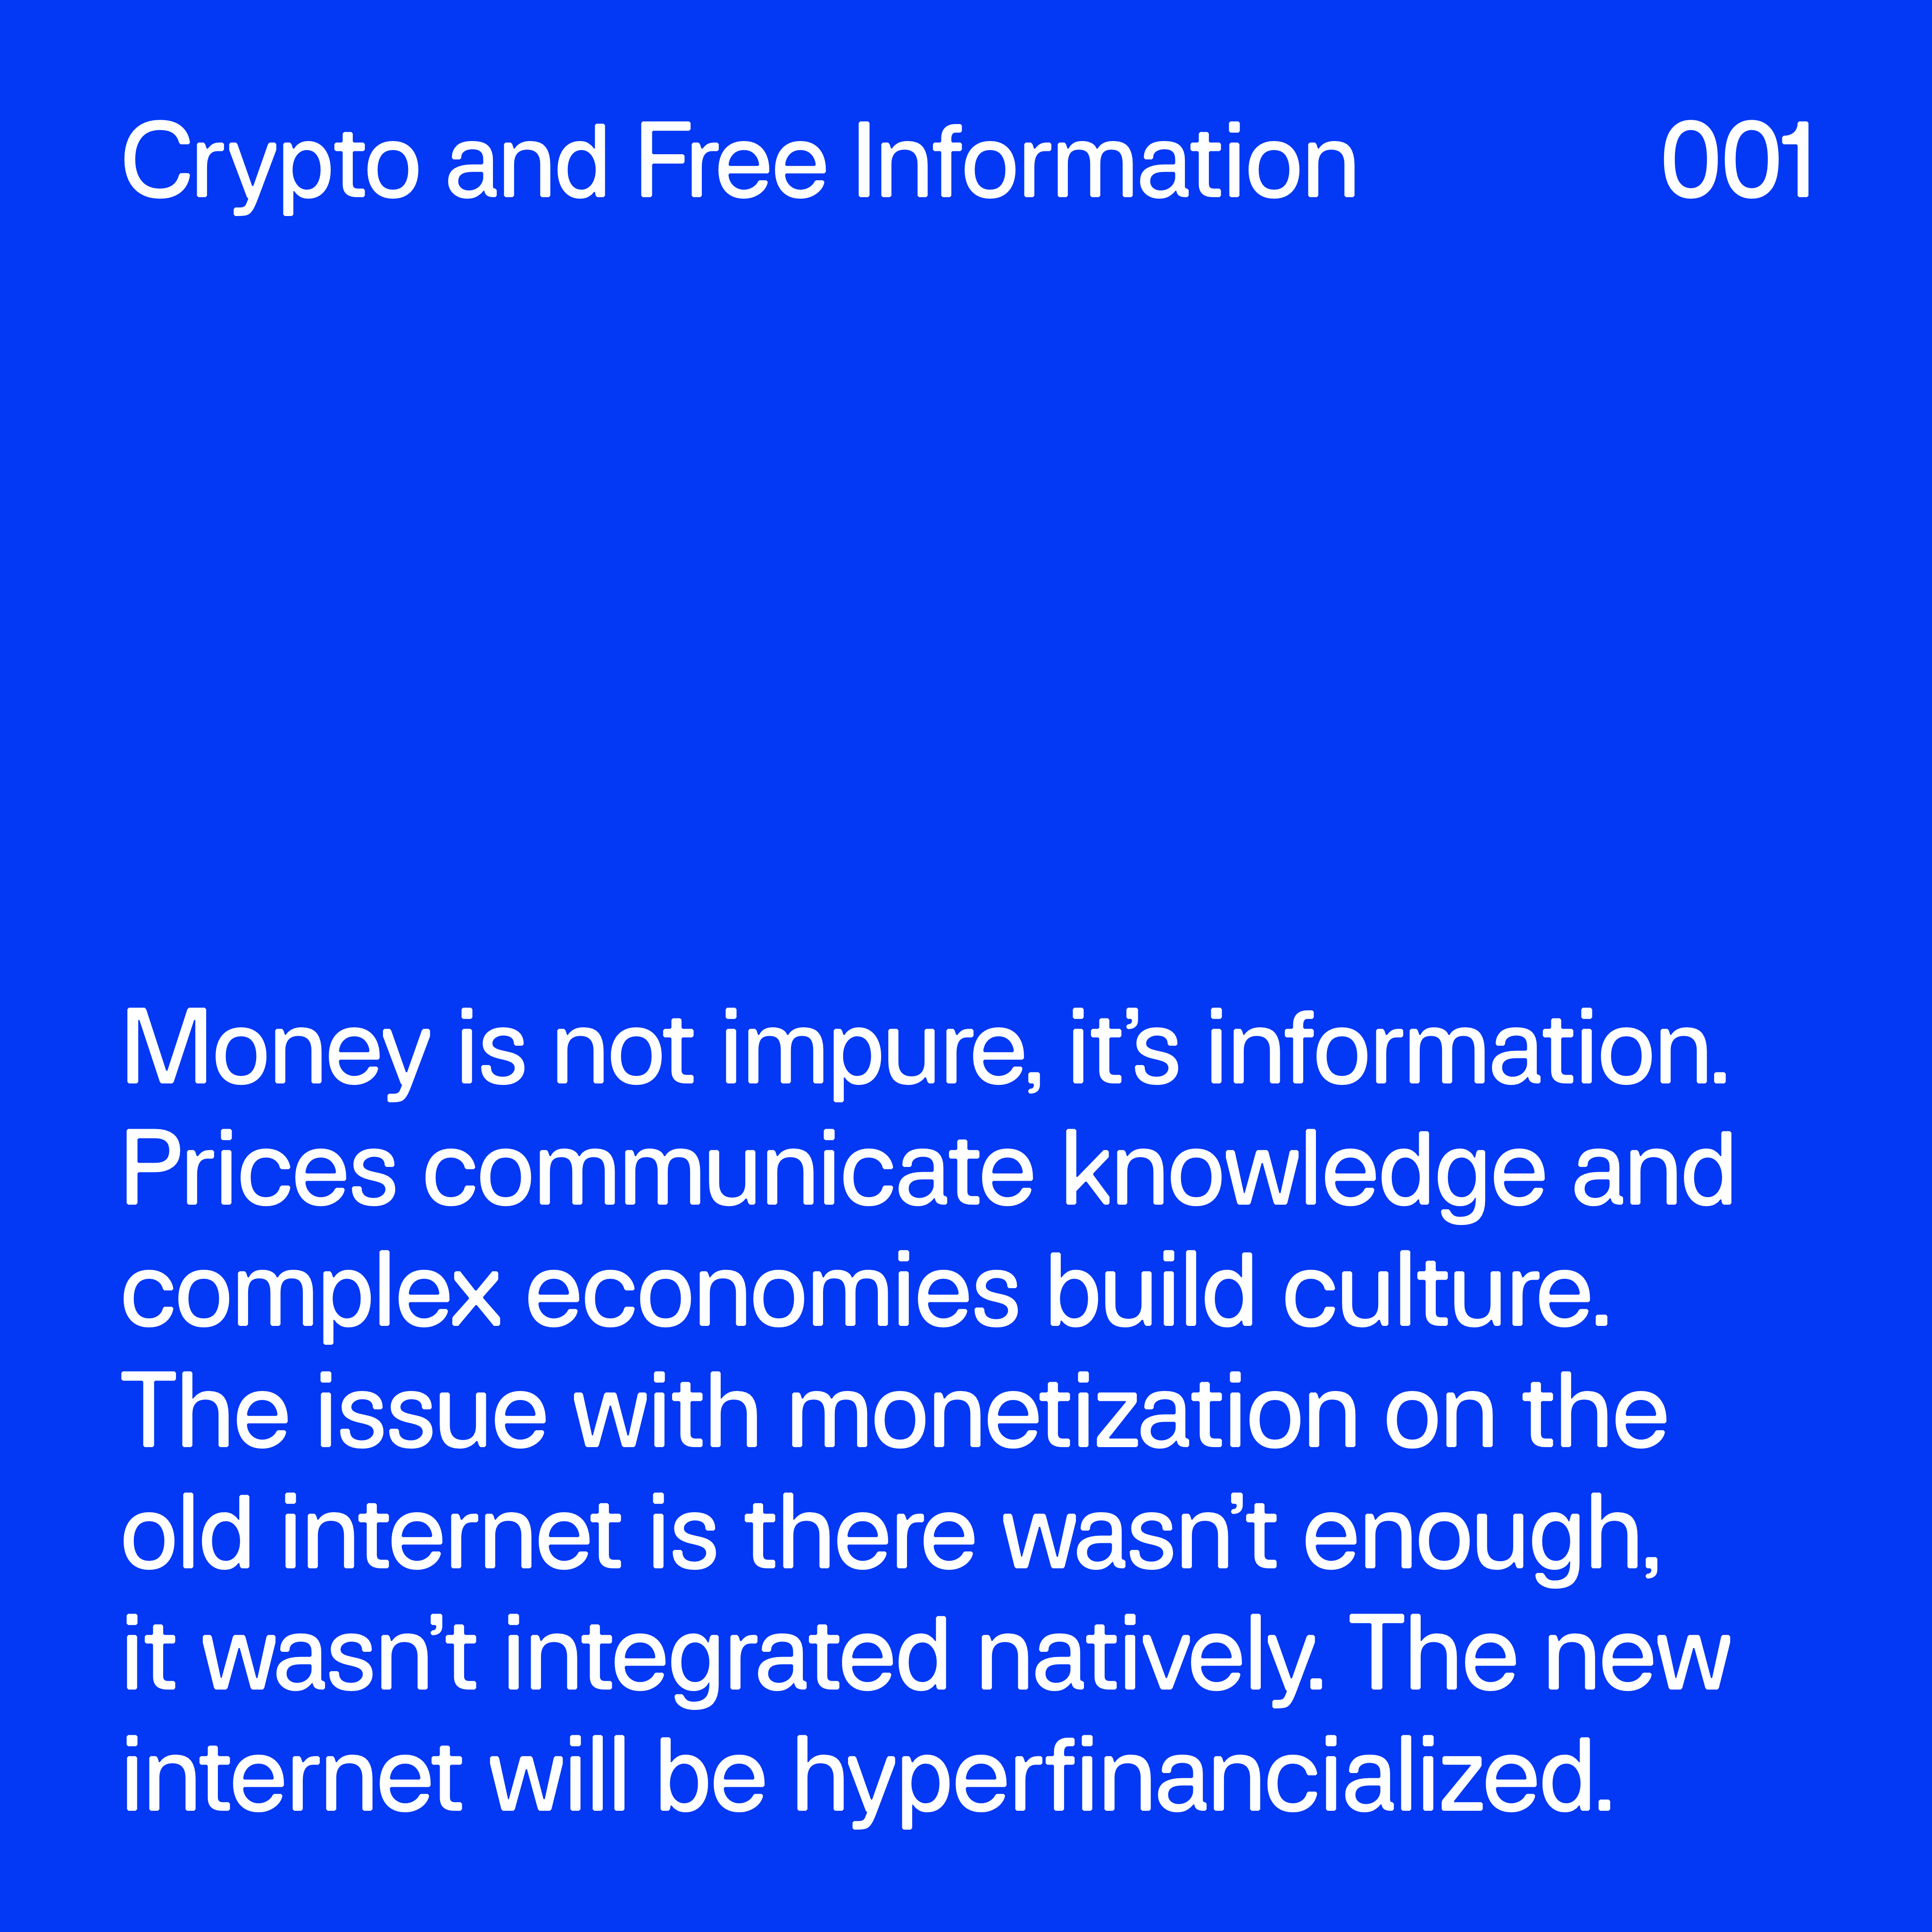 Crypto and Free Information 001
Money is not impure, it’s information.
Prices communicate knowledge and
complex economies build culture.
The issue with monetization on the
old internet is there wasn’t enough,
it wasn’t integrated natively. The new
internet will be hyperfinancialized.